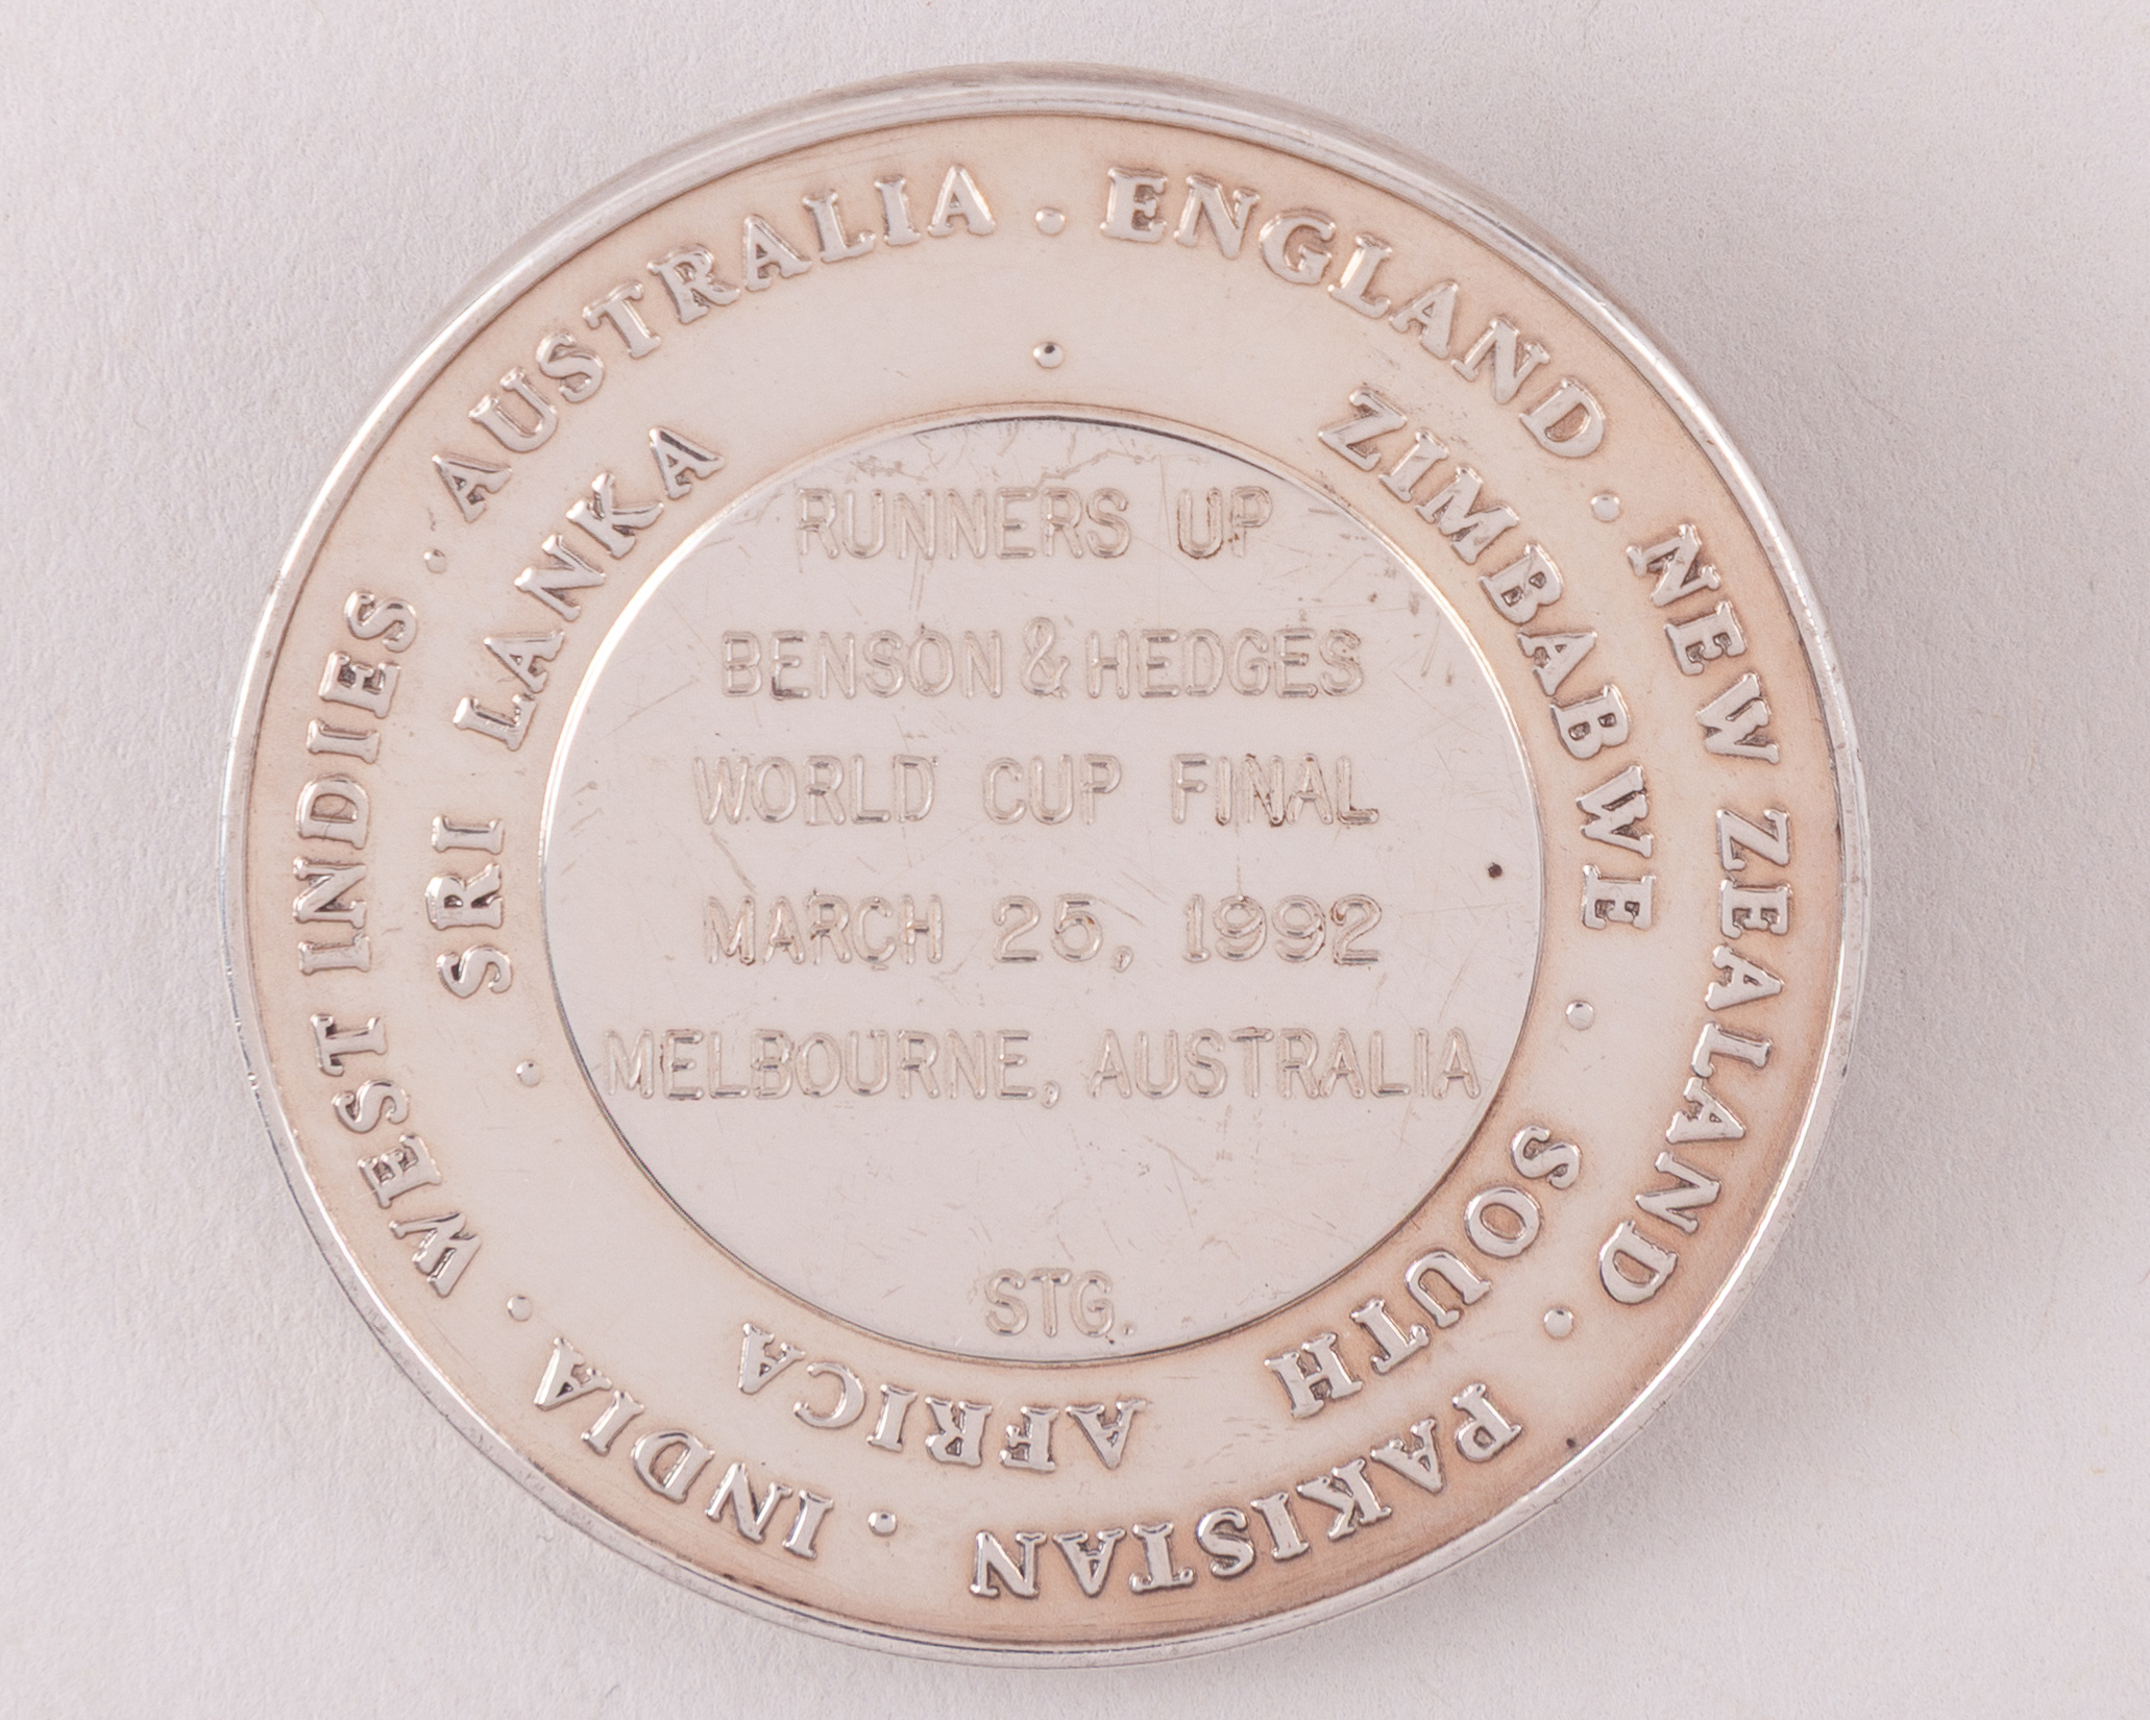 AUSTRALIA . ENGLAND . NEW ZEALAND . PAKISTAN . INDIA . WEST INDIES .
SRI LANKA . ZIMBABWE . SOUTH AFRICA .
RUNNERS UP
BENSON & HEDGES
WORLD CUP FINAL
MARCH 25, 1992
MELBOURNE, AUSTRALIA
STG.